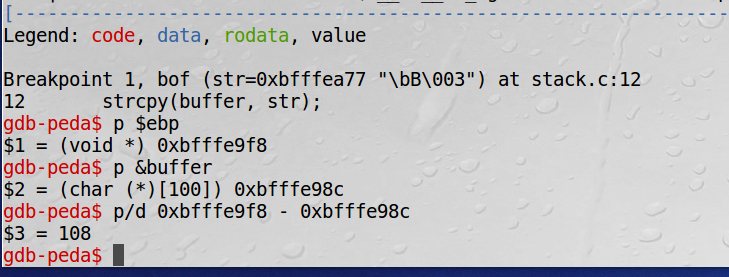 [------------------------------------------------------------------------
Legend: code, data, rodata, value
Breakpoint 1, bof (str=0xbfffea77 "\bB\003") at stack.c:12
12 strcpy(buffer, str);
gdb-peda$ p $ebp
$1 = (void *) 0xbfffe9f8
gdb-peda$ p &buffer
$2 = (char (*)[100]) 0xbfffe98c
gdb-peda$ p/d 0xbfffe9f8 - 0xbfffe98c
$3 = 108
gdb-peda$